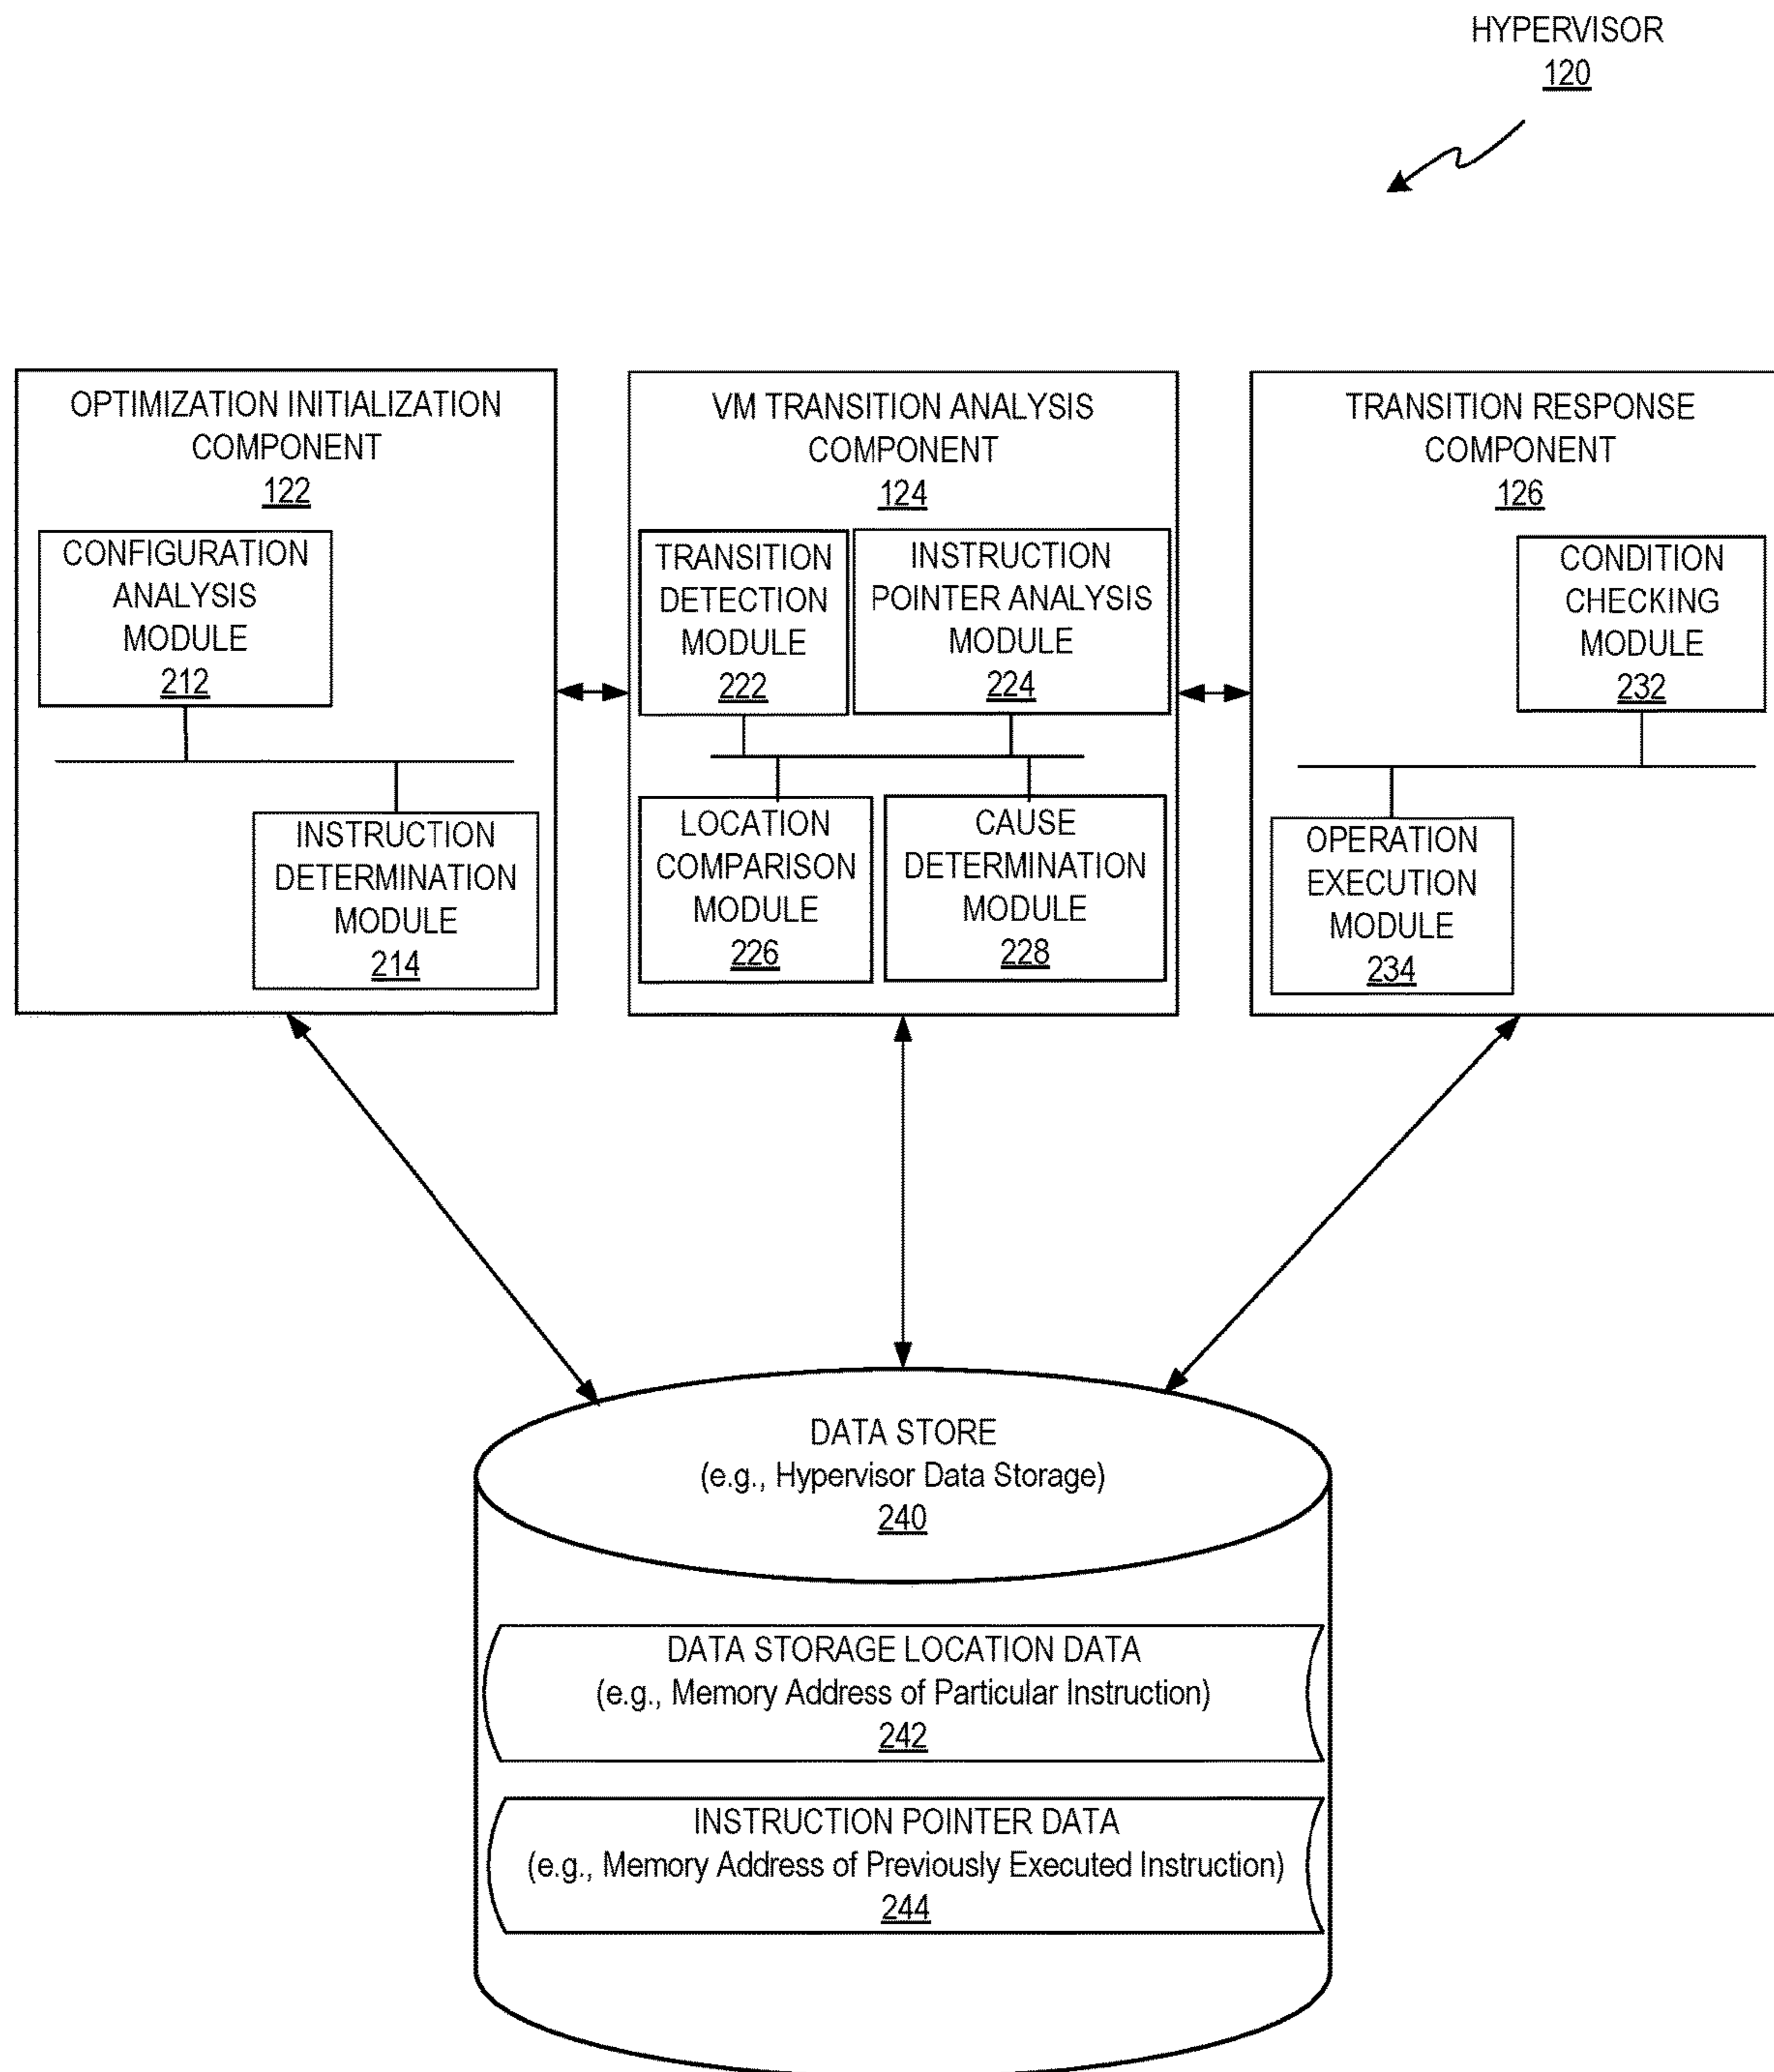 HYPERVISOR
120
OPTIMIZATION INITIALIZATION
COMPONENT
122
CONFIGURATION
ANALYSIS
MODULE
212
INSTRUCTION
DETERMINATION
MODULE
214
VM TRANSITION ANALYSIS
COMPONENT
124
TRANSITION
DETECTION
MODULE
222
INSTRUCTION
POINTER ANALYSIS
MODULE
224
LOCATION
COMPARISON
MODULE
226
CAUSE
DETERMINATION
MODULE
228
TRANSITION RESPONSE
COMPONENT
126
CONDITION
CHECKING
MODULE
232
OPERATION
EXECUTION
MODULE
234
DATA STORE
(e.g., Hypervisor Data Storage)
240
DATA STORAGE LOCATION DATA
(e.g., Memory Address of Particular Instruction)
242
INSTRUCTION POINTER DATA
(e.g., Memory Address of Previously Executed Instruction)
244